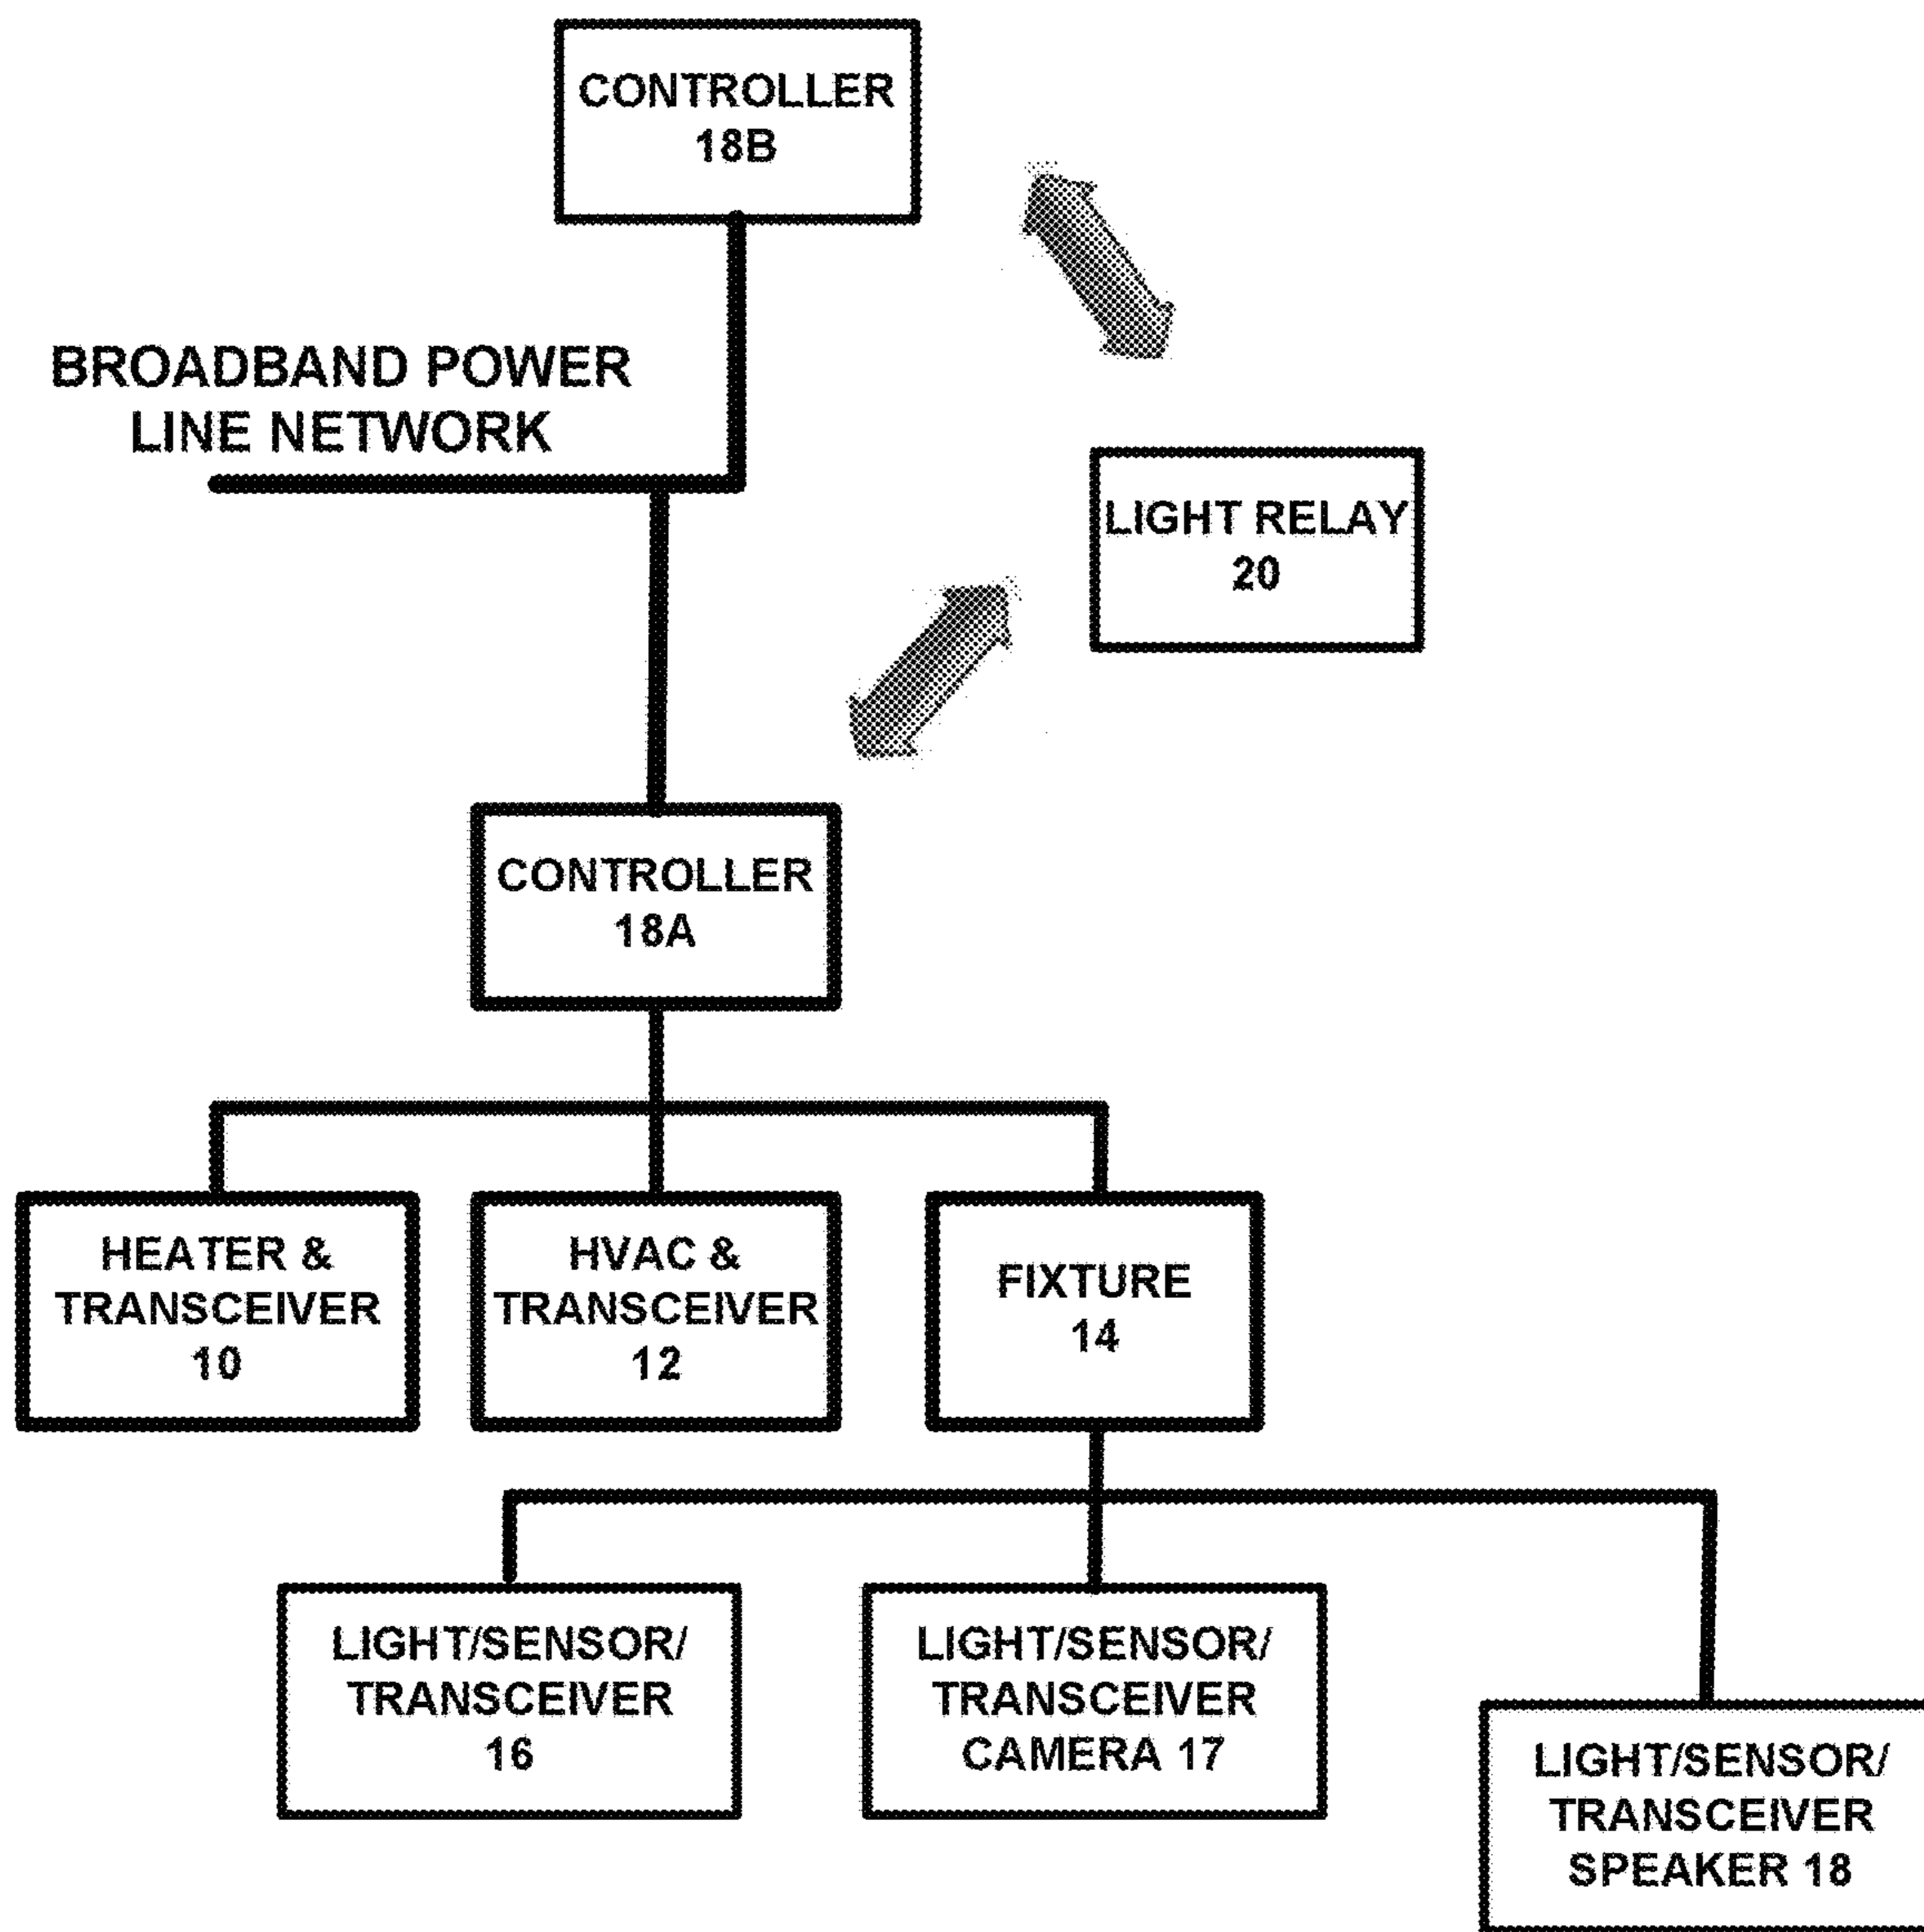 CONTROLLER
18B
BROADBAND POWER
LINE NETWORK
LIGHT RELAY
20
CONTROLLER
18A
HEATER &
TRANSCEIVER
10
HVAC &
TRANSCEIVER
12
FIXTURE
14
LIGHT/SENSOR/
TRANSCEIVER
16
LIGHT/SENSOR/
TRANSCEIVER
CAMERA 17
LIGHT/SENSOR/
TRANSCEIVER
SPEAKER 18